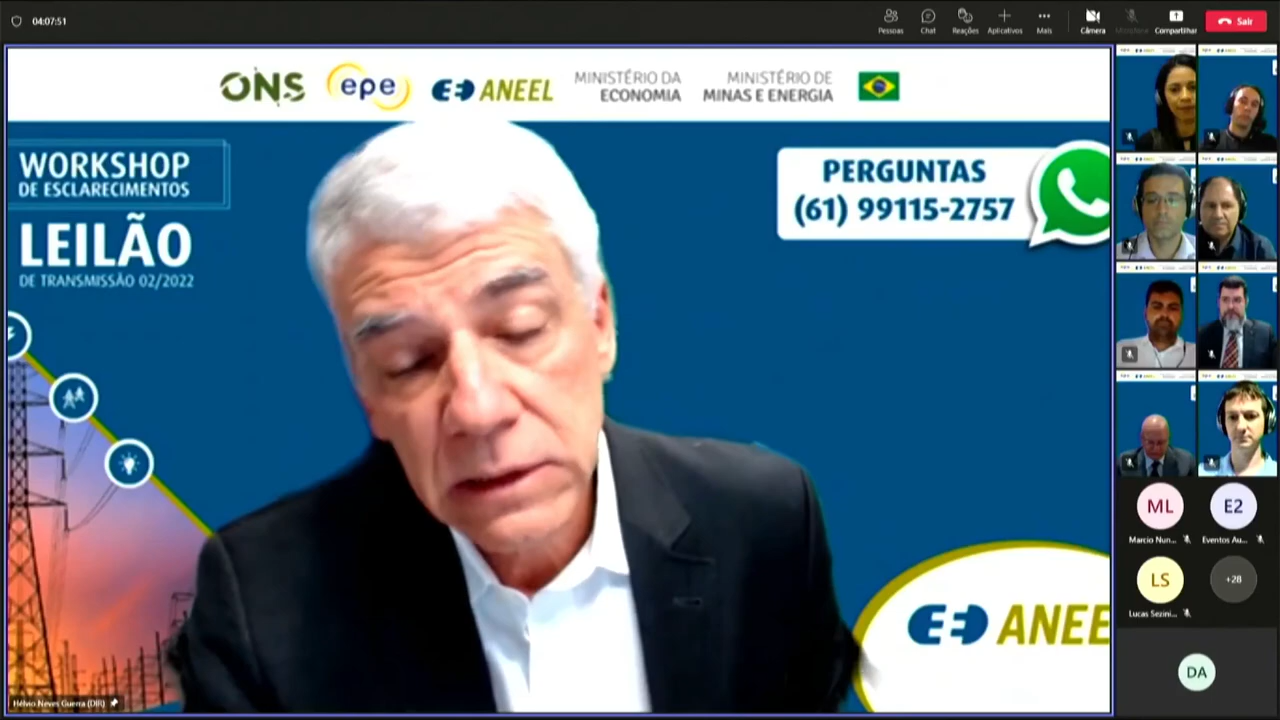 04:07:51
Pessoas
Chat
Reações
Aplicativos
Mais
Câmera
Microfone
Compartilhar
Sair
ONS
epe
ANEEL
MINISTÉRIO DA
ECONOMIA
MINISTÉRIO DE
MINAS E ENERGIA
WORKSHOP
DE ESCLARECIMENTOS
LEILÃO
DE TRANSMISSÃO 02/2022
PERGUNTAS
(61) 99115-2757
ANEE
Hélvio Neves Guerra (DIR)
ML
E2
Marcio Nun...
Eventos Au...
LS
+28
Lucas Sezini...
DA